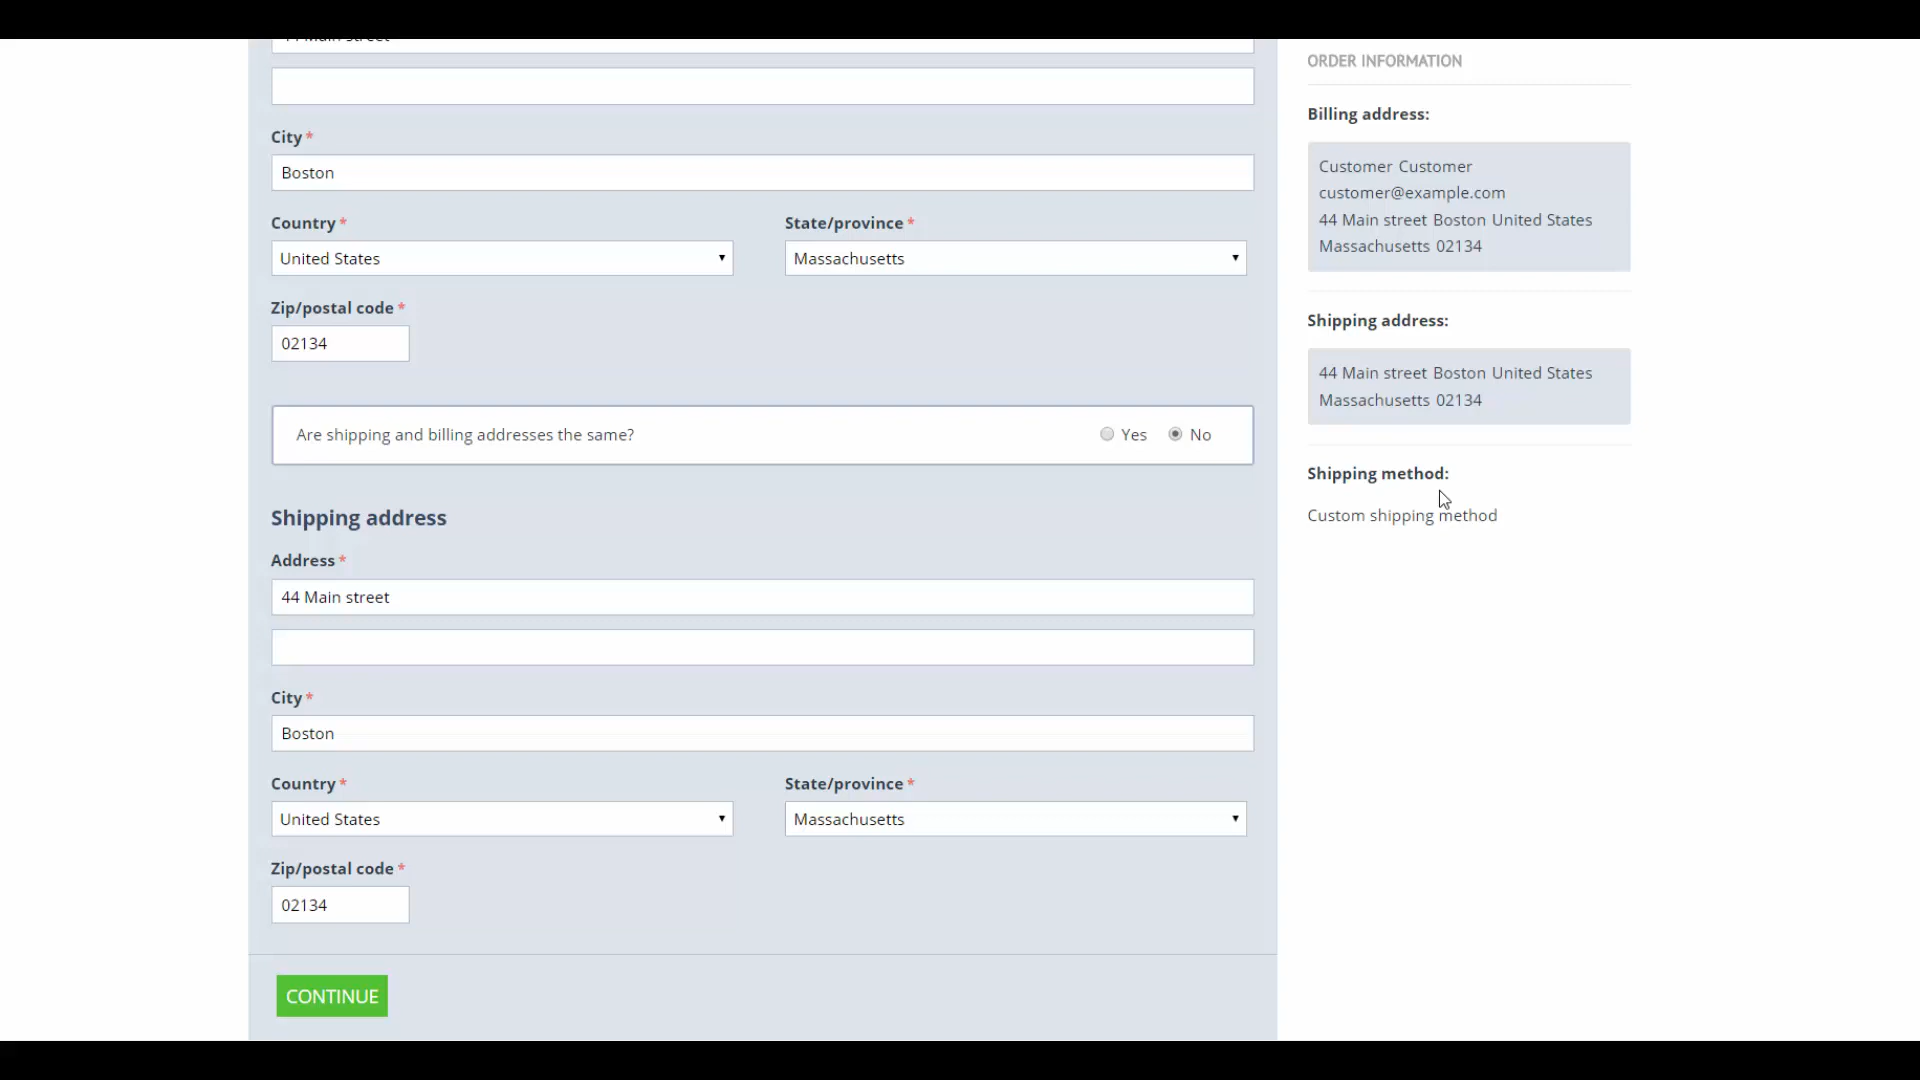 Main street
City *
Boston
Country *
State/province *
United States
Massachusetts
Zip/postal code *
02134
Are shipping and billing addresses the same?
Yes
No
Shipping address
Address *
44 Main street
City *
Boston
Country *
State/province *
United States
Massachusetts
Zip/postal code *
02134
CONTINUE
ORDER INFORMATION
Billing address:
Customer Customer
customer@example.com
44 Main street Boston United States
Massachusetts 02134
Shipping address:
44 Main street Boston United States
Massachusetts 02134
Shipping method:
Custom shipping method